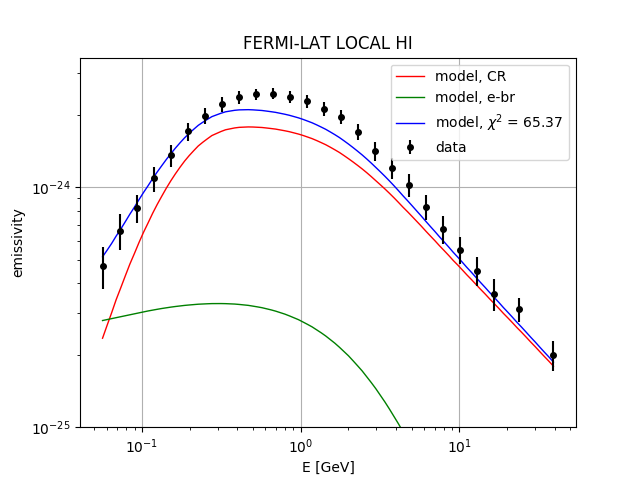 FERMI-LAT LOCAL HI
model, CR
model, e-br
model, χ² = 65.37
data
emissivity
10⁻²⁴
10⁻²⁵
10⁻¹
10⁰
10¹
E [GeV]